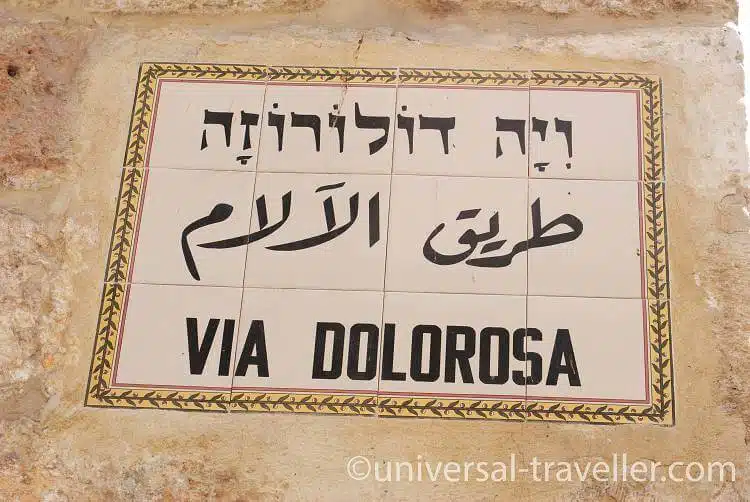 וִיָה דוֹלוֹרוֹזָה
طريق الآلام
VIA DOLOROSA
©universal-traveller.com